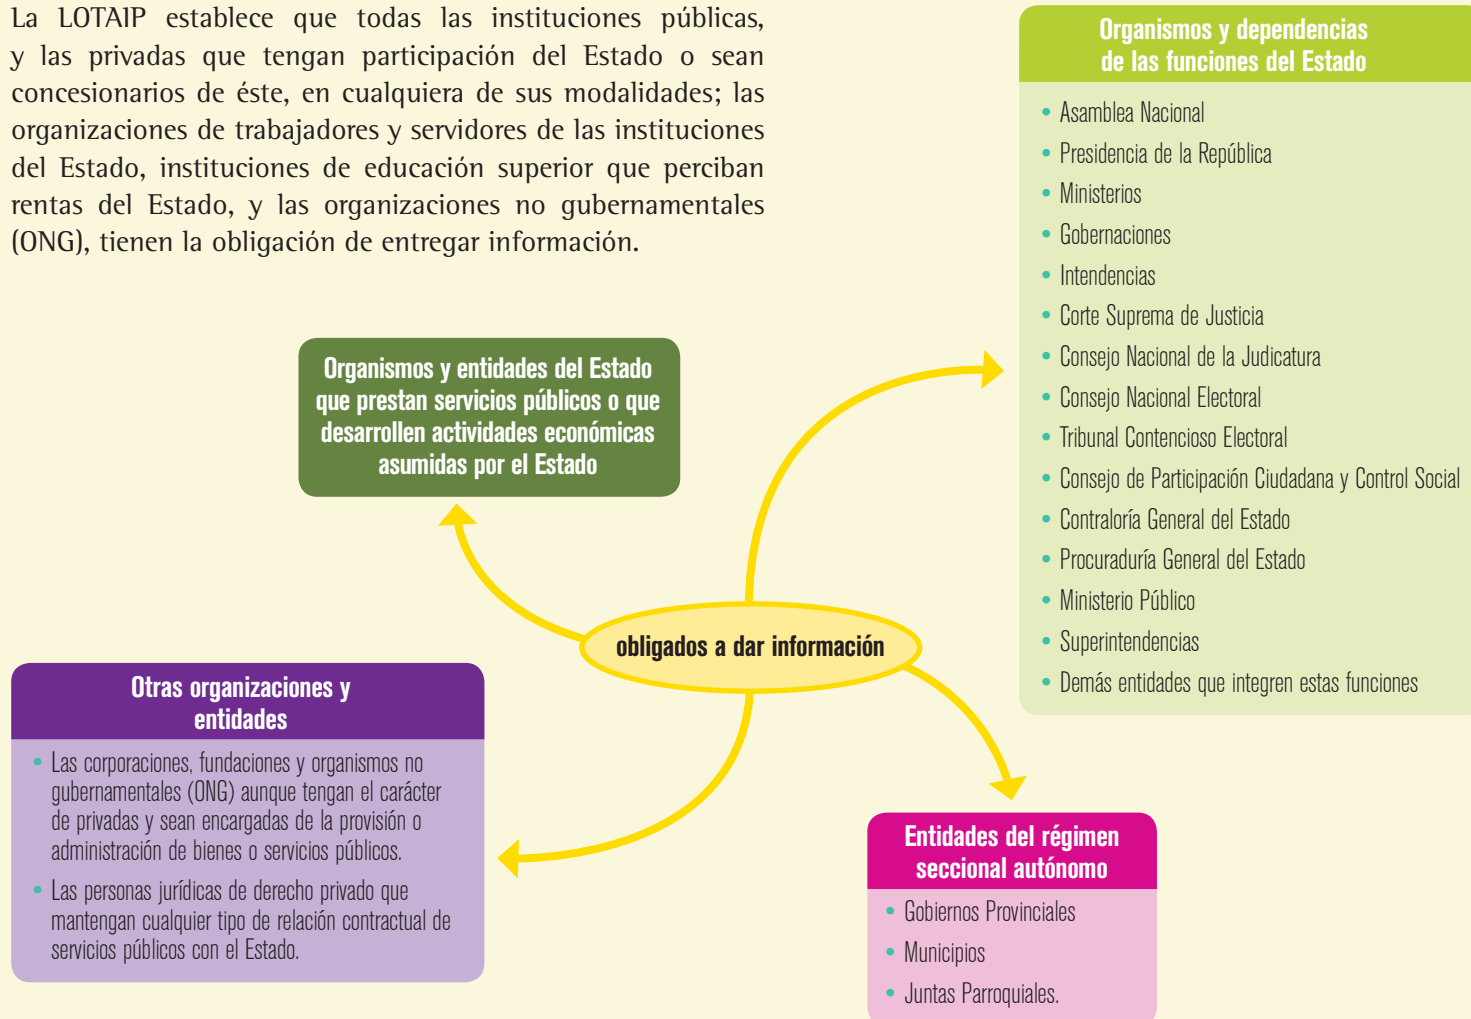 La LOTAIP establece que todas las instituciones públicas,
y las privadas que tengan participación del Estado o sean
concesionarios de éste, en cualquiera de sus modalidades; las
organizaciones de trabajadores y servidores de las instituciones
del Estado, instituciones de educación superior que perciban
rentas del Estado, y las organizaciones no gubernamentales
(ONG), tienen la obligación de entregar información.
Organismos y dependencias
de las funciones del Estado
• Asamblea Nacional
• Presidencia de la República
• Ministerios
• Gobernaciones
• Intendencias
• Corte Suprema de Justicia
• Consejo Nacional de la Judicatura
• Consejo Nacional Electoral
• Tribunal Contencioso Electoral
• Consejo de Participación Ciudadana y Control Social
• Contraloría General del Estado
• Procuraduría General del Estado
• Ministerio Público
• Superintendencias
• Demás entidades que integren estas funciones
Organismos y entidades del Estado
que prestan servicios públicos o que
desarrollen actividades económicas
asumidas por el Estado
obligados a dar información
Otras organizaciones y
entidades
• Las corporaciones, fundaciones y organismos no
gubernamentales (ONG) aunque tengan el carácter
de privadas y sean encargadas de la provisión o
administración de bienes o servicios públicos.
• Las personas jurídicas de derecho privado que
mantengan cualquier tipo de relación contractual de
servicios públicos con el Estado.
Entidades del régimen
seccional autónomo
• Gobiernos Provinciales
• Municipios
• Juntas Parroquiales.